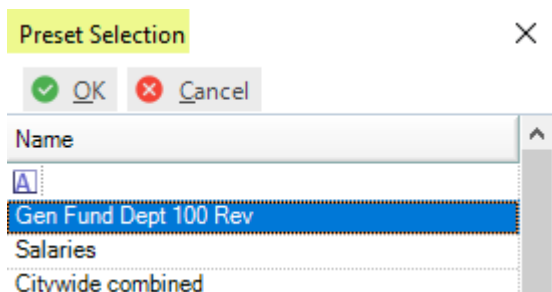 Preset Selection
OK Cancel
Name
A
Gen Fund Dept 100 Rev
Salaries
Citywide combined